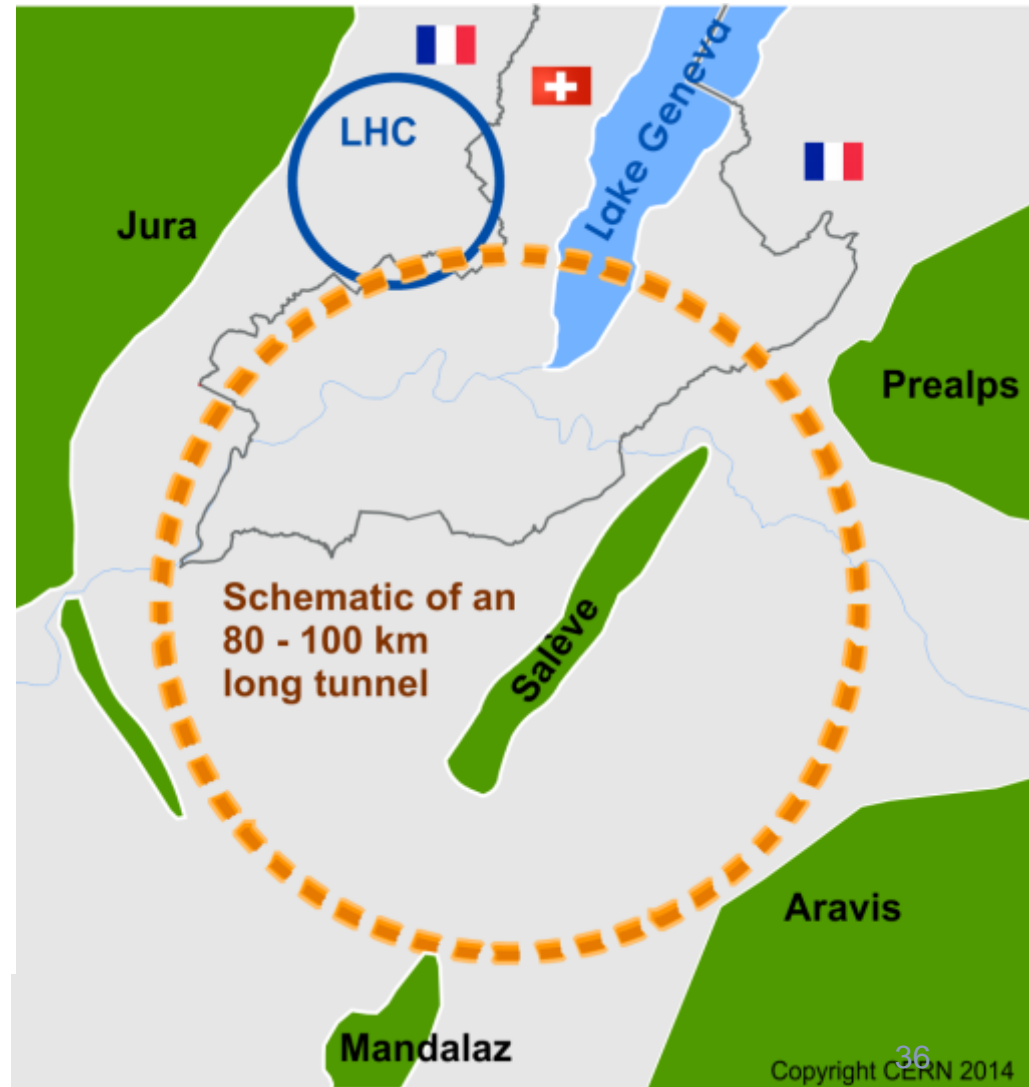 LHC
Lake Geneva
Jura
Prealps
Schematic of an
80 - 100 km
long tunnel
Salève
Aravis
Mandalaz
36
Copyright CERN 2014